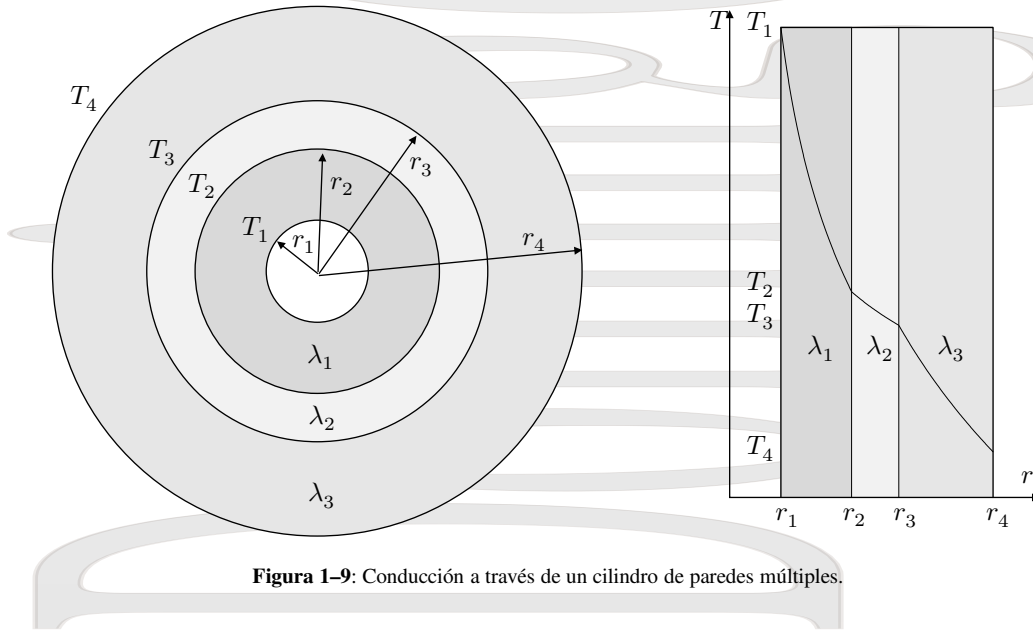 T₄
T₃
T₂
T₁
r₁
r₂
r₃
r₄
λ₁
λ₂
λ₃
T
T₁
T₂
T₃
T₄
λ₁ λ₂ λ₃
r
r₁ r₂ r₃ r₄
Figura 1–9: Conducción a través de un cilindro de paredes múltiples.